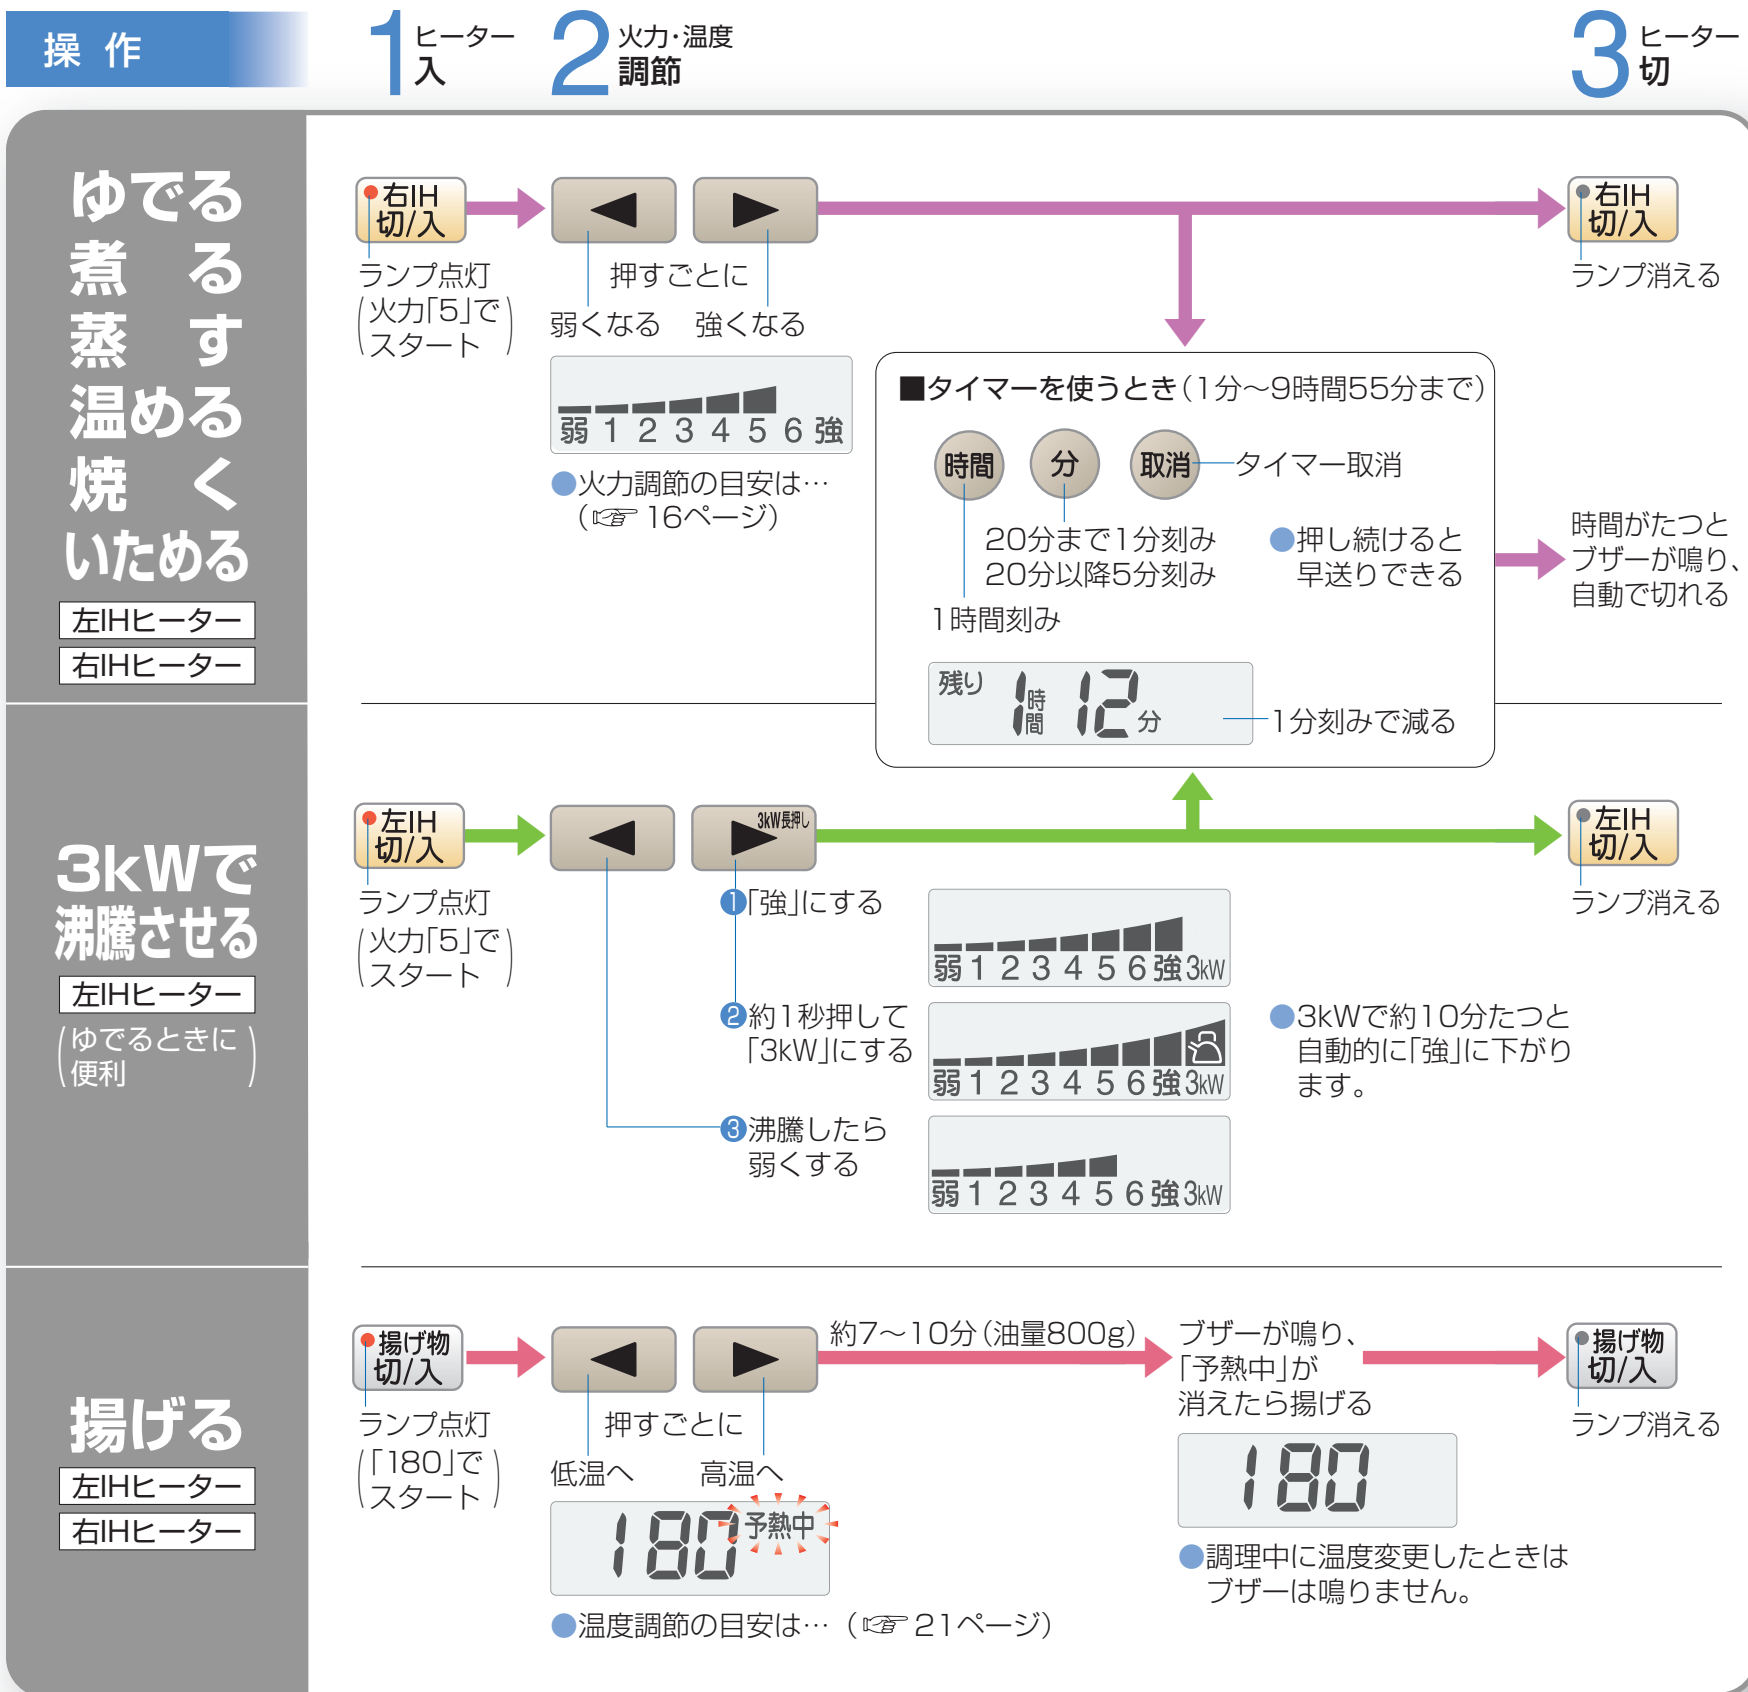 操 作
1 ヒーター
入
2 火力・温度
調節
3 ヒーター
切
ゆでる
煮 る
蒸 す
温める
焼 く
いためる
左IHヒーター
右IHヒーター
右IH
切/入
ランプ点灯
(火力「5」で
スタート)
◀ ▶
押すごとに
弱くなる 強くなる
弱 1 2 3 4 5 6 強
●火力調節の目安は…
(☞16ページ)
■タイマーを使うとき(1分〜9時間55分まで)
時間 分 取消 タイマー取消
20分まで1分刻み
20分以降5分刻み
●押し続けると
早送りできる
1時間刻み
残り 1時間 12分
1分刻みで減る
右IH
切/入
ランプ消える
時間がたつと
ブザーが鳴り、
自動で切れる
3kWで
沸騰させる
左IHヒーター
(ゆでるときに
便利)
左IH
切/入
ランプ点灯
(火力「5」で
スタート)
◀ ▶ 3kW長押し
❶「強」にする
弱 1 2 3 4 5 6 強 3kW
❷約1秒押して
「3kW」にする
弱 1 2 3 4 5 6 強 3kW
●3kWで約10分たつと
自動的に「強」に下がり
ます。
❸沸騰したら
弱くする
弱 1 2 3 4 5 6 強 3kW
左IH
切/入
ランプ消える
揚げる
左IHヒーター
右IHヒーター
揚げ物
切/入
ランプ点灯
(「180」で
スタート)
◀ ▶
押すごとに
低温へ 高温へ
180 予熱中
●温度調節の目安は…(☞21ページ)
約7〜10分(油量800g)
ブザーが鳴り、
「予熱中」が
消えたら揚げる
180
●調理中に温度変更したときは
ブザーは鳴りません。
揚げ物
切/入
ランプ消える